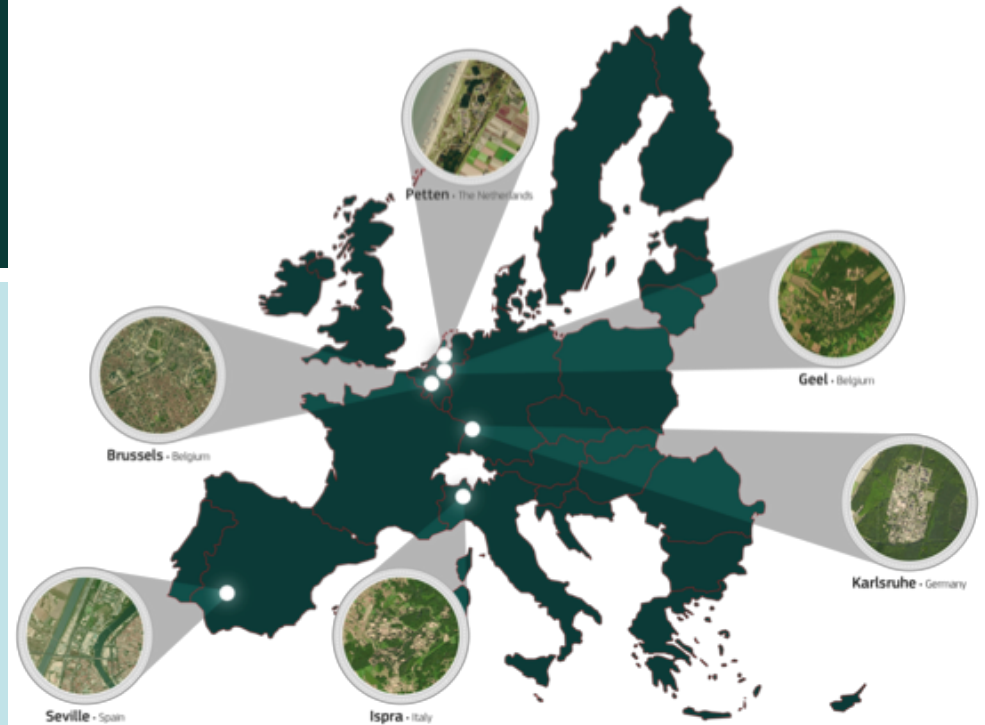 Petten • The Netherlands
Geel • Belgium
Brussels • Belgium
Karlsruhe • Germany
Seville • Spain
Ispra • Italy